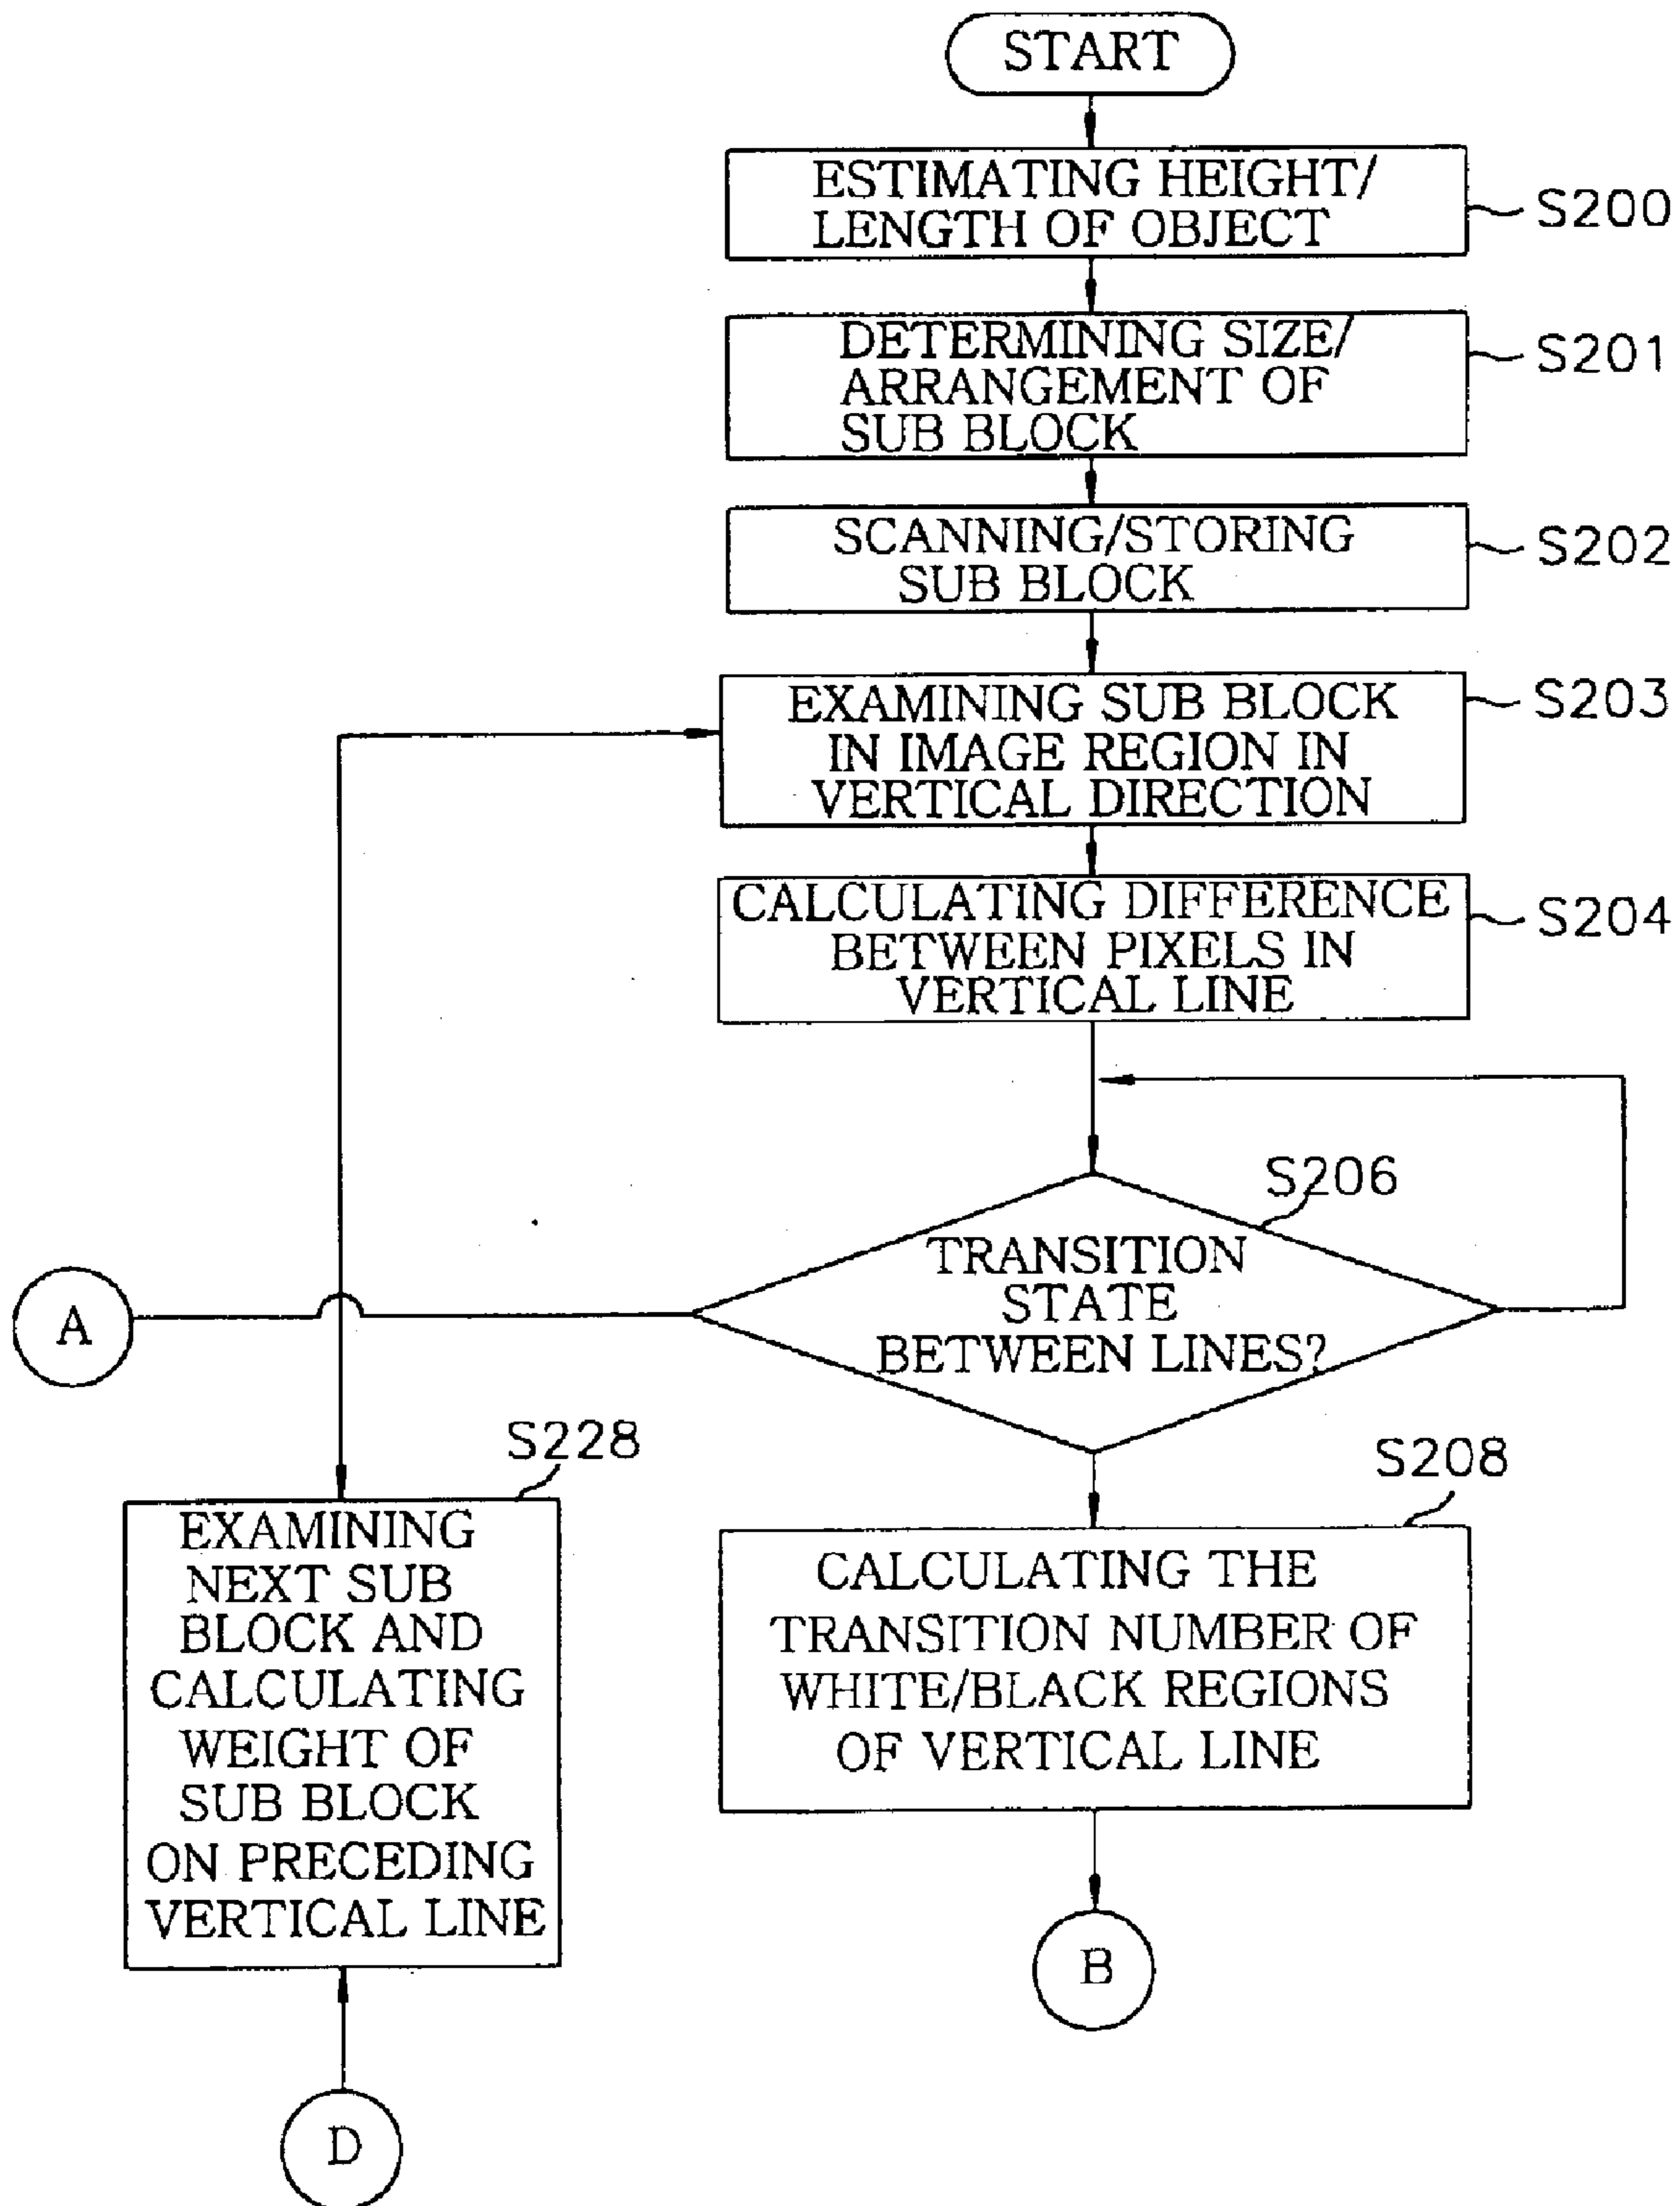 START
ESTIMATING HEIGHT/
LENGTH OF OBJECT
S200
DETERMINING SIZE/
ARRANGEMENT OF
SUB BLOCK
S201
SCANNING/STORING
SUB BLOCK
S202
EXAMINING SUB BLOCK
IN IMAGE REGION IN
VERTICAL DIRECTION
S203
CALCULATING DIFFERENCE
BETWEEN PIXELS IN
VERTICAL LINE
S204
S206
TRANSITION
STATE
BETWEEN LINES?
A
S228
EXAMINING
NEXT SUB
BLOCK AND
CALCULATING
WEIGHT OF
SUB BLOCK
ON PRECEDING
VERTICAL LINE
S208
CALCULATING THE
TRANSITION NUMBER OF
WHITE/BLACK REGIONS
OF VERTICAL LINE
B
D